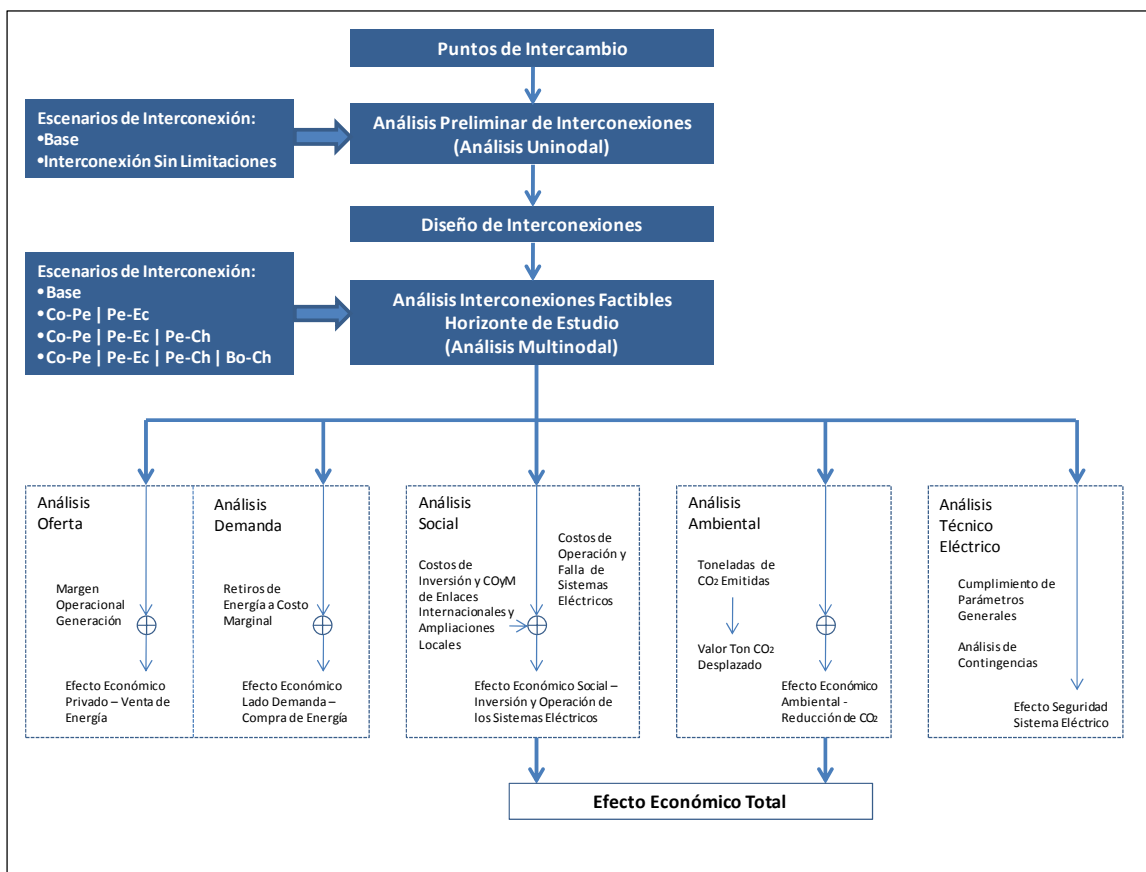 Puntos de Intercambio
Escenarios de Interconexión:
•Base
•Interconexión Sin Limitaciones
Análisis Preliminar de Interconexiones
(Análisis Uninodal)
Diseño de Interconexiones
Escenarios de Interconexión:
•Base
•Co-Pe | Pe-Ec
•Co-Pe | Pe-Ec | Pe-Ch
•Co-Pe | Pe-Ec | Pe-Ch | Bo-Ch
Análisis Interconexiones Factibles
Horizonte de Estudio
(Análisis Multinodal)
Análisis
Oferta
Margen
Operacional
Generación
Efecto Económico
Privado – Venta de
Energía
Análisis
Demanda
Retiros de
Energía a Costo
Marginal
Efecto Económico
Lado Demanda –
Compra de Energía
Análisis
Social
Costos de
Inversión y COyM
de Enlaces
Internacionales y
Ampliaciones
Locales
Costos de
Operación y
Falla de
Sistemas
Eléctricos
Efecto Económico Social –
Inversión y Operación de
los Sistemas Eléctricos
Análisis
Ambiental
Toneladas de
CO2 Emitidas
Valor Ton CO2
Desplazado
Efecto Económico
Ambiental -
Reducción de CO2
Análisis
Técnico
Eléctrico
Cumplimiento de
Parámetros
Generales
Análisis de
Contingencias
Efecto Seguridad
Sistema Eléctrico
Efecto Económico Total